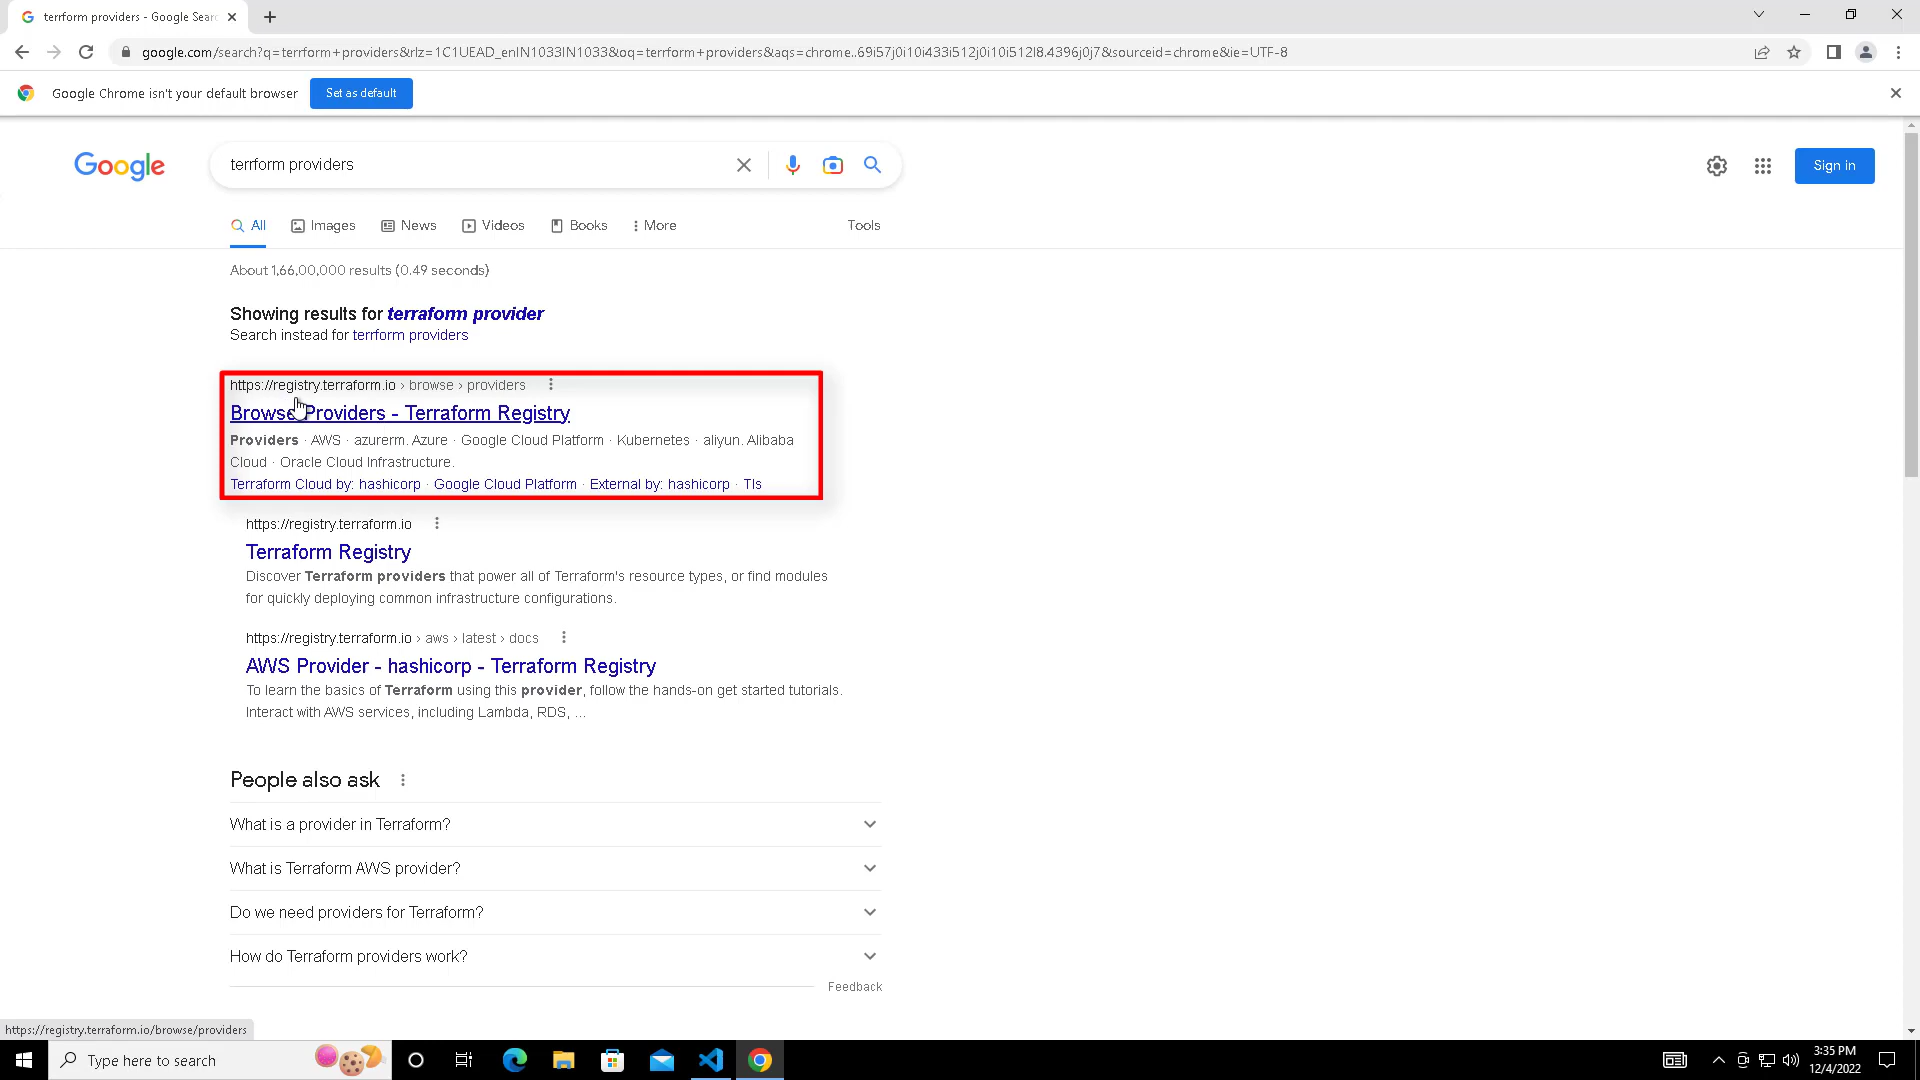 terrform providers - Google Searc
google.com/search?q=terrform+providers&rlz=1C1UEAD_enIN1033IN1033&oq=terrform+providers&aqs=chrome..69i57j0i10i433i512j0i10i512l8.4396j0j7&sourceid=chrome&ie=UTF-8
Google Chrome isn't your default browser Set as default
Google terrform providers Sign in
All Images News Videos Books More Tools
About 1,66,00,000 results (0.49 seconds)
Showing results for terraform provider
Search instead for terrform providers
https://registry.terraform.io › browse › providers
Browse Providers - Terraform Registry
Providers · AWS · azurerm. Azure · Google Cloud Platform · Kubernetes · aliyun. Alibaba
Cloud · Oracle Cloud Infrastructure.
Terraform Cloud by: hashicorp · Google Cloud Platform · External by: hashicorp · Tls
https://registry.terraform.io
Terraform Registry
Discover Terraform providers that power all of Terraform's resource types, or find modules
for quickly deploying common infrastructure configurations.
https://registry.terraform.io › aws › latest › docs
AWS Provider - hashicorp - Terraform Registry
To learn the basics of Terraform using this provider, follow the hands-on get started tutorials.
Interact with AWS services, including Lambda, RDS, ...
People also ask
What is a provider in Terraform?
What is Terraform AWS provider?
Do we need providers for Terraform?
How do Terraform providers work?
Feedback
https://registry.terraform.io/browse/providers
Type here to search
3:35 PM
12/4/2022